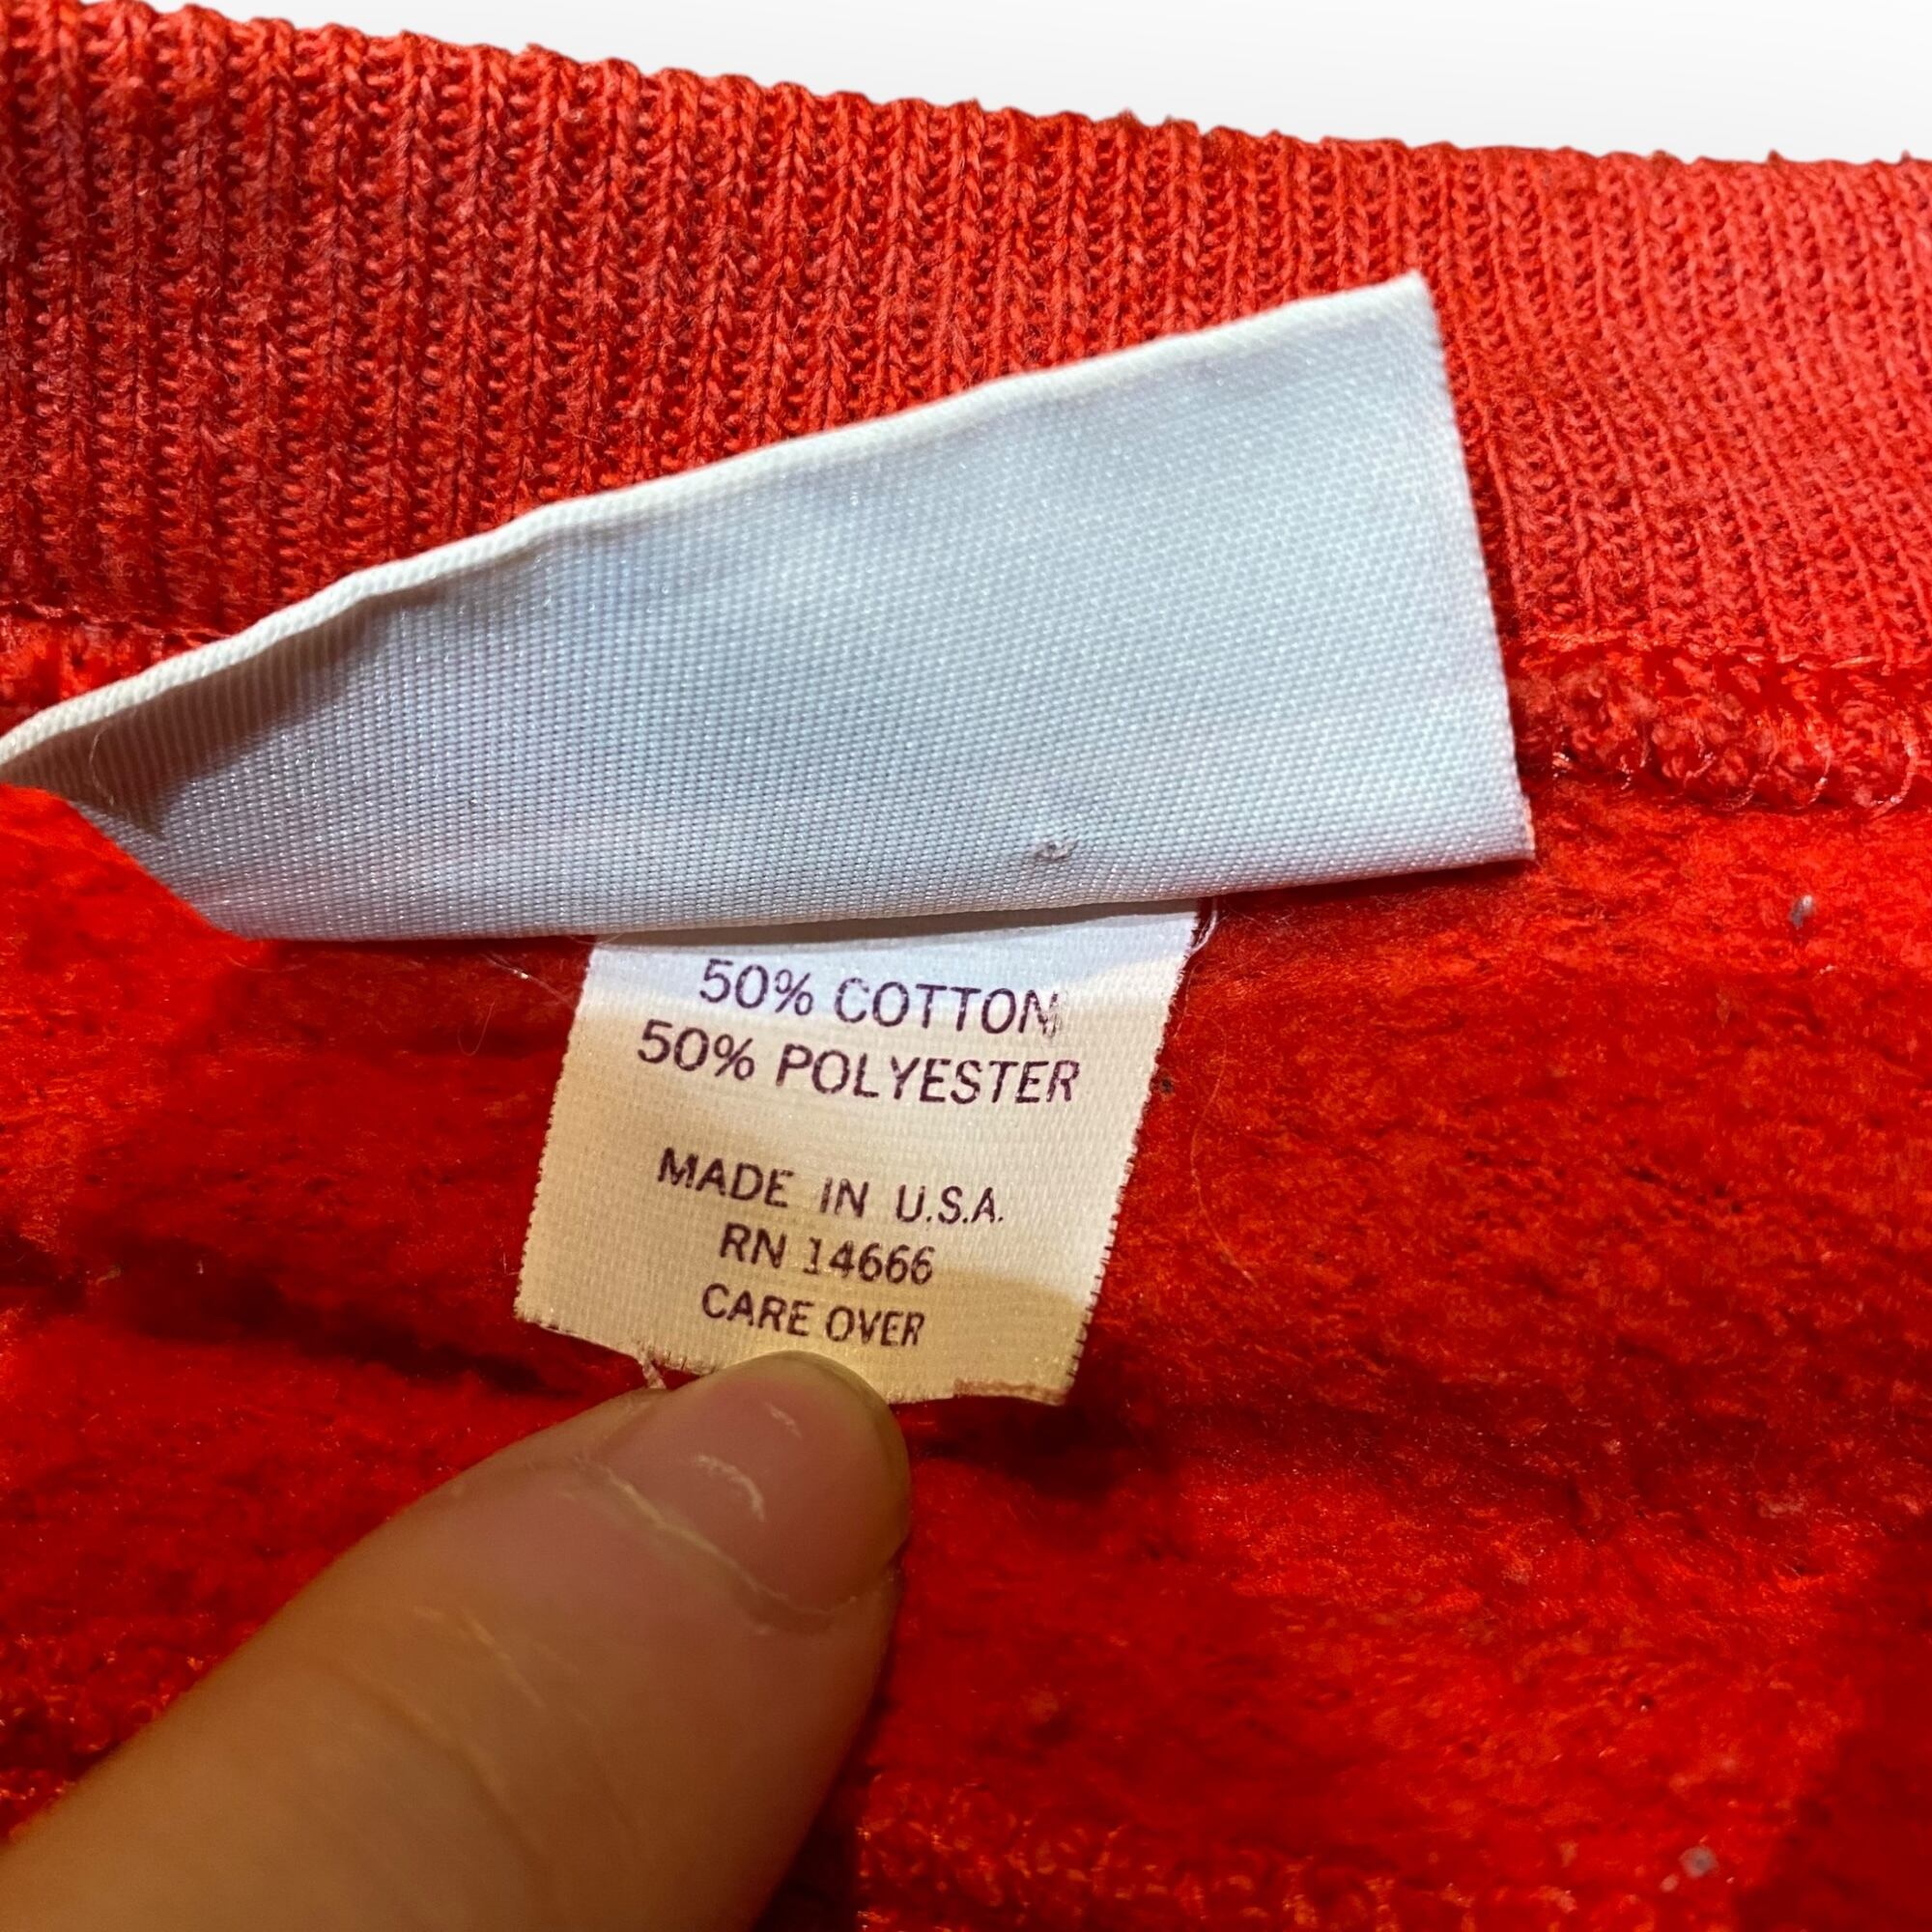 50% COTTON
50% POLYESTER
MADE IN U.S.A.
RN 14666
CARE OVER